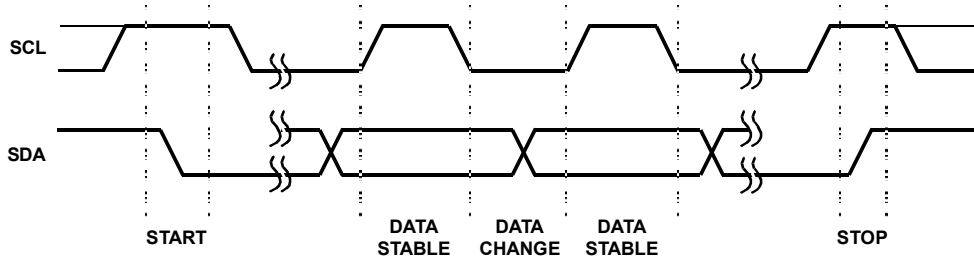 SCL
SDA
START
DATA
STABLE
DATA
CHANGE
DATA
STABLE
STOP